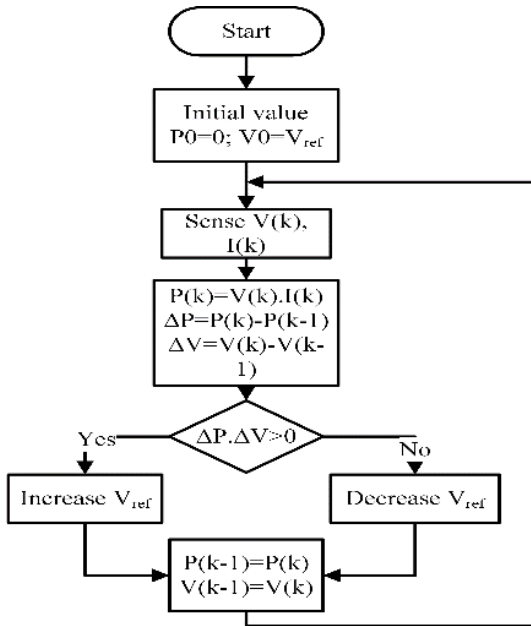 Start
Initial value
P0=0; V0=Vref
Sense V(k),
I(k)
P(k)=V(k).I(k)
ΔP=P(k)-P(k-1)
ΔV=V(k)-V(k-
1)
ΔP.ΔV>0
Yes
No
Increase Vref
Decrease Vref
P(k-1)=P(k)
V(k-1)=V(k)